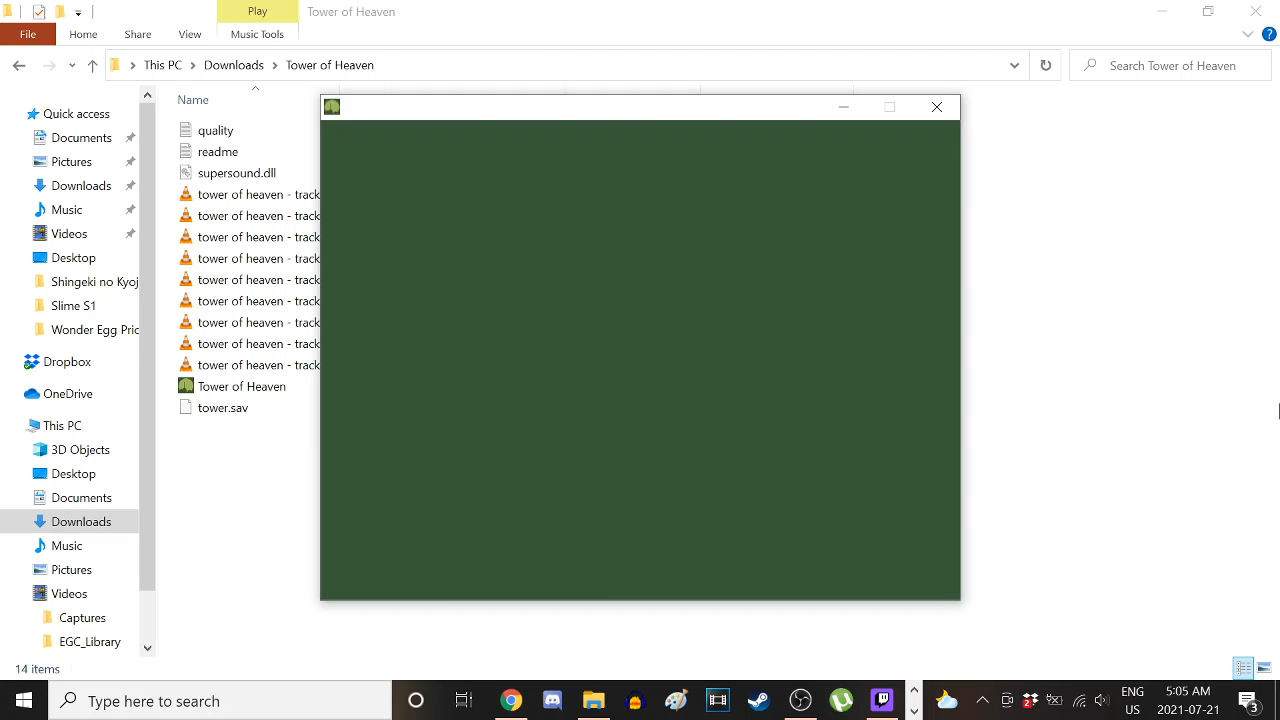 Play
Tower of Heaven
File
Home
Share
View
Music Tools
This PC
Downloads
Tower of Heaven
Search Tower of Heaven
Name
Quick access
Documents
Pictures
Downloads
Music
Videos
Desktop
Shingeki no Kyoj
Slime S1
Wonder Egg Pric
Dropbox
OneDrive
This PC
3D Objects
Desktop
Documents
Downloads
Music
Pictures
Videos
Captures
EGC_Library
quality
readme
supersound.dll
tower of heaven - track
tower of heaven - track
tower of heaven - track
tower of heaven - track
tower of heaven - track
tower of heaven - track
tower of heaven - track
tower of heaven - track
tower of heaven - track
Tower of Heaven
tower.sav
14 items
Type here to search
2
ENG
US
5:05 AM
2021-07-21
3